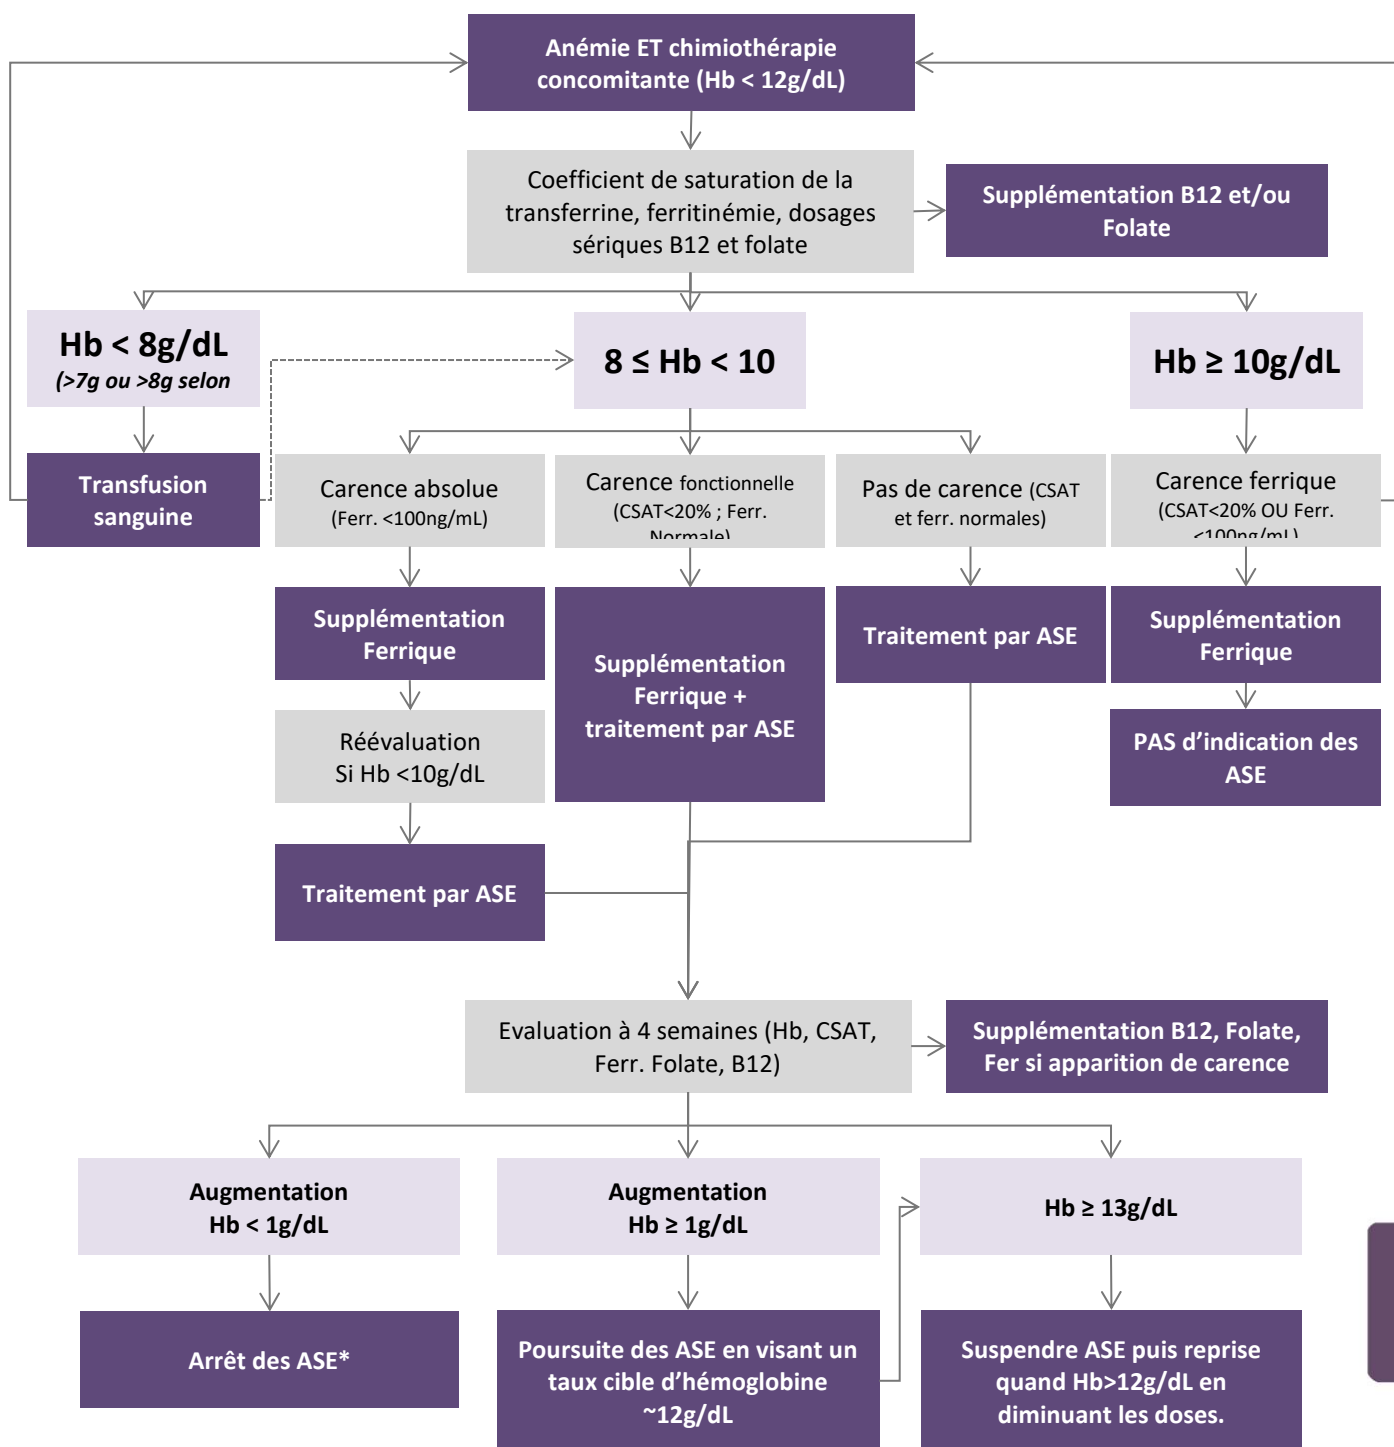 Anémie ET chimiothérapie
concomitante (Hb < 12g/dL)
Coefficient de saturation de la
transferrine, ferritinémie, dosages
sériques B12 et folate
Supplémentation B12 et/ou
Folate
Hb < 8g/dL
(>7g ou >8g selon
8 ≤ Hb < 10
Hb ≥ 10g/dL
Transfusion
sanguine
Carence absolue
(Ferr. <100ng/mL)
Carence fonctionnelle
(CSAT<20% ; Ferr.
Normale)
Pas de carence (CSAT
et ferr. normales)
Carence ferrique
(CSAT<20% OU Ferr.
<100ng/mL)
Supplémentation
Ferrique
Supplémentation
Ferrique +
traitement par ASE
Traitement par ASE
Supplémentation
Ferrique
Réévaluation
Si Hb <10g/dL
PAS d’indication des
ASE
Traitement par ASE
Evaluation à 4 semaines (Hb, CSAT,
Ferr. Folate, B12)
Supplémentation B12, Folate,
Fer si apparition de carence
Augmentation
Hb < 1g/dL
Augmentation
Hb ≥ 1g/dL
Hb ≥ 13g/dL
Arrêt des ASE*
Poursuite des ASE en visant un
taux cible d’hémoglobine
~12g/dL
Suspendre ASE puis reprise
quand Hb>12g/dL en
diminuant les doses.